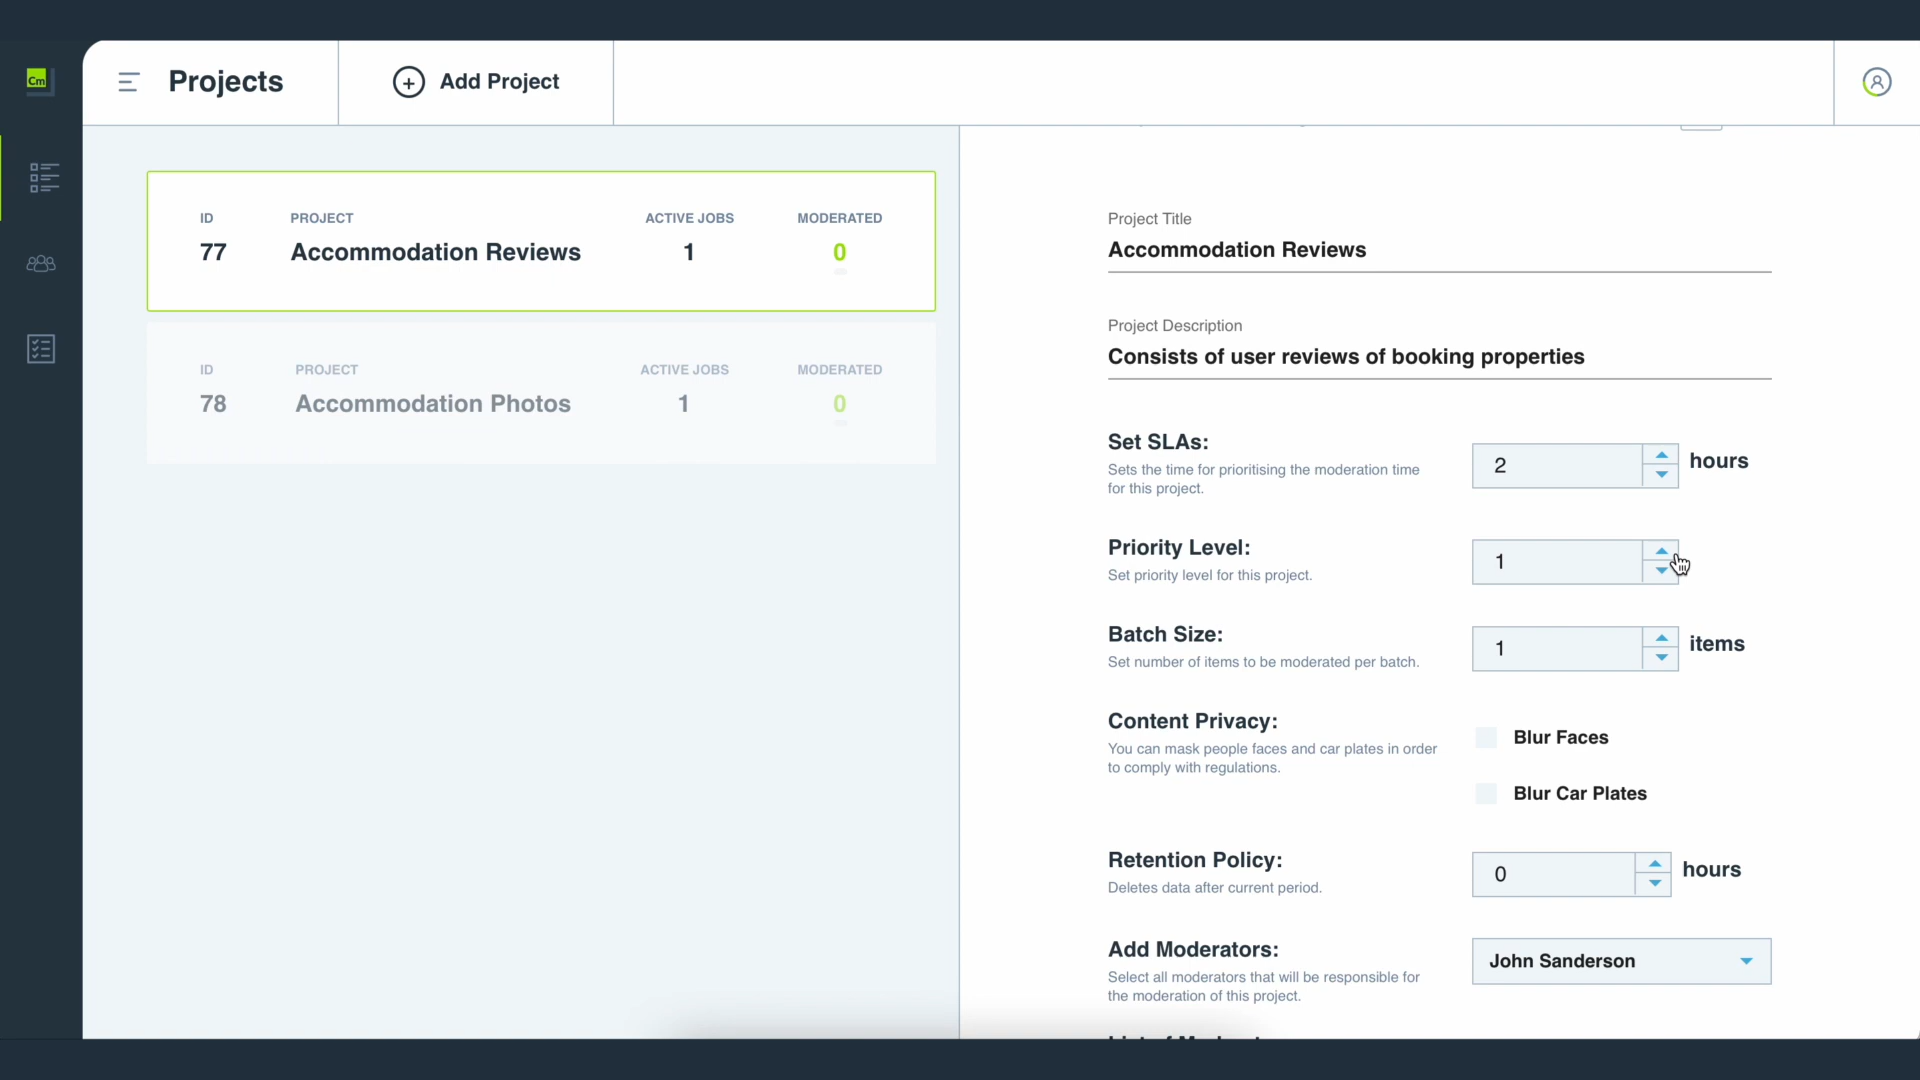 Cm
Projects
Add Project
ID PROJECT ACTIVE JOBS MODERATED
77 Accommodation Reviews 1 0
ID PROJECT ACTIVE JOBS MODERATED
78 Accommodation Photos 1 0
Project Title
Accommodation Reviews
Project Description
Consists of user reviews of booking properties
Set SLAs:
Sets the time for prioritising the moderation time
for this project.
2 hours
Priority Level:
Set priority level for this project.
1
Batch Size:
Set number of items to be moderated per batch.
1 items
Content Privacy:
You can mask people faces and car plates in order
to comply with regulations.
Blur Faces
Blur Car Plates
Retention Policy:
Deletes data after current period.
0 hours
Add Moderators:
Select all moderators that will be responsible for
the moderation of this project.
John Sanderson